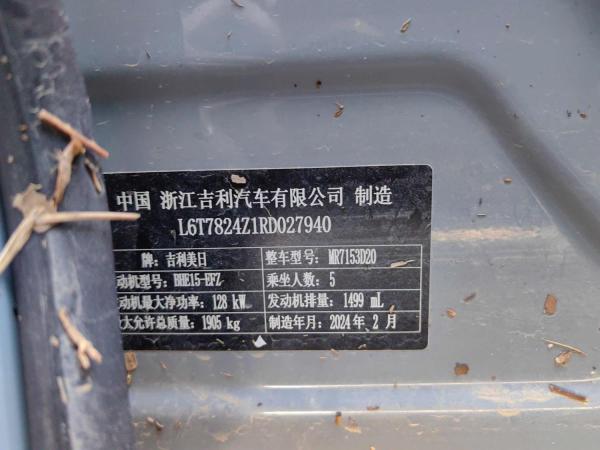 中国 浙江吉利汽车有限公司 制造
L6T7824Z1RD027940
牌：吉利美日 整车型号：MR7153D20
动机型号：BHE15-EFZ 乘坐人数：5
动机最大净功率：128 kW 发动机排量：1499 mL
大允许总质量：1905 kg 制造年月：2024 年 2 月